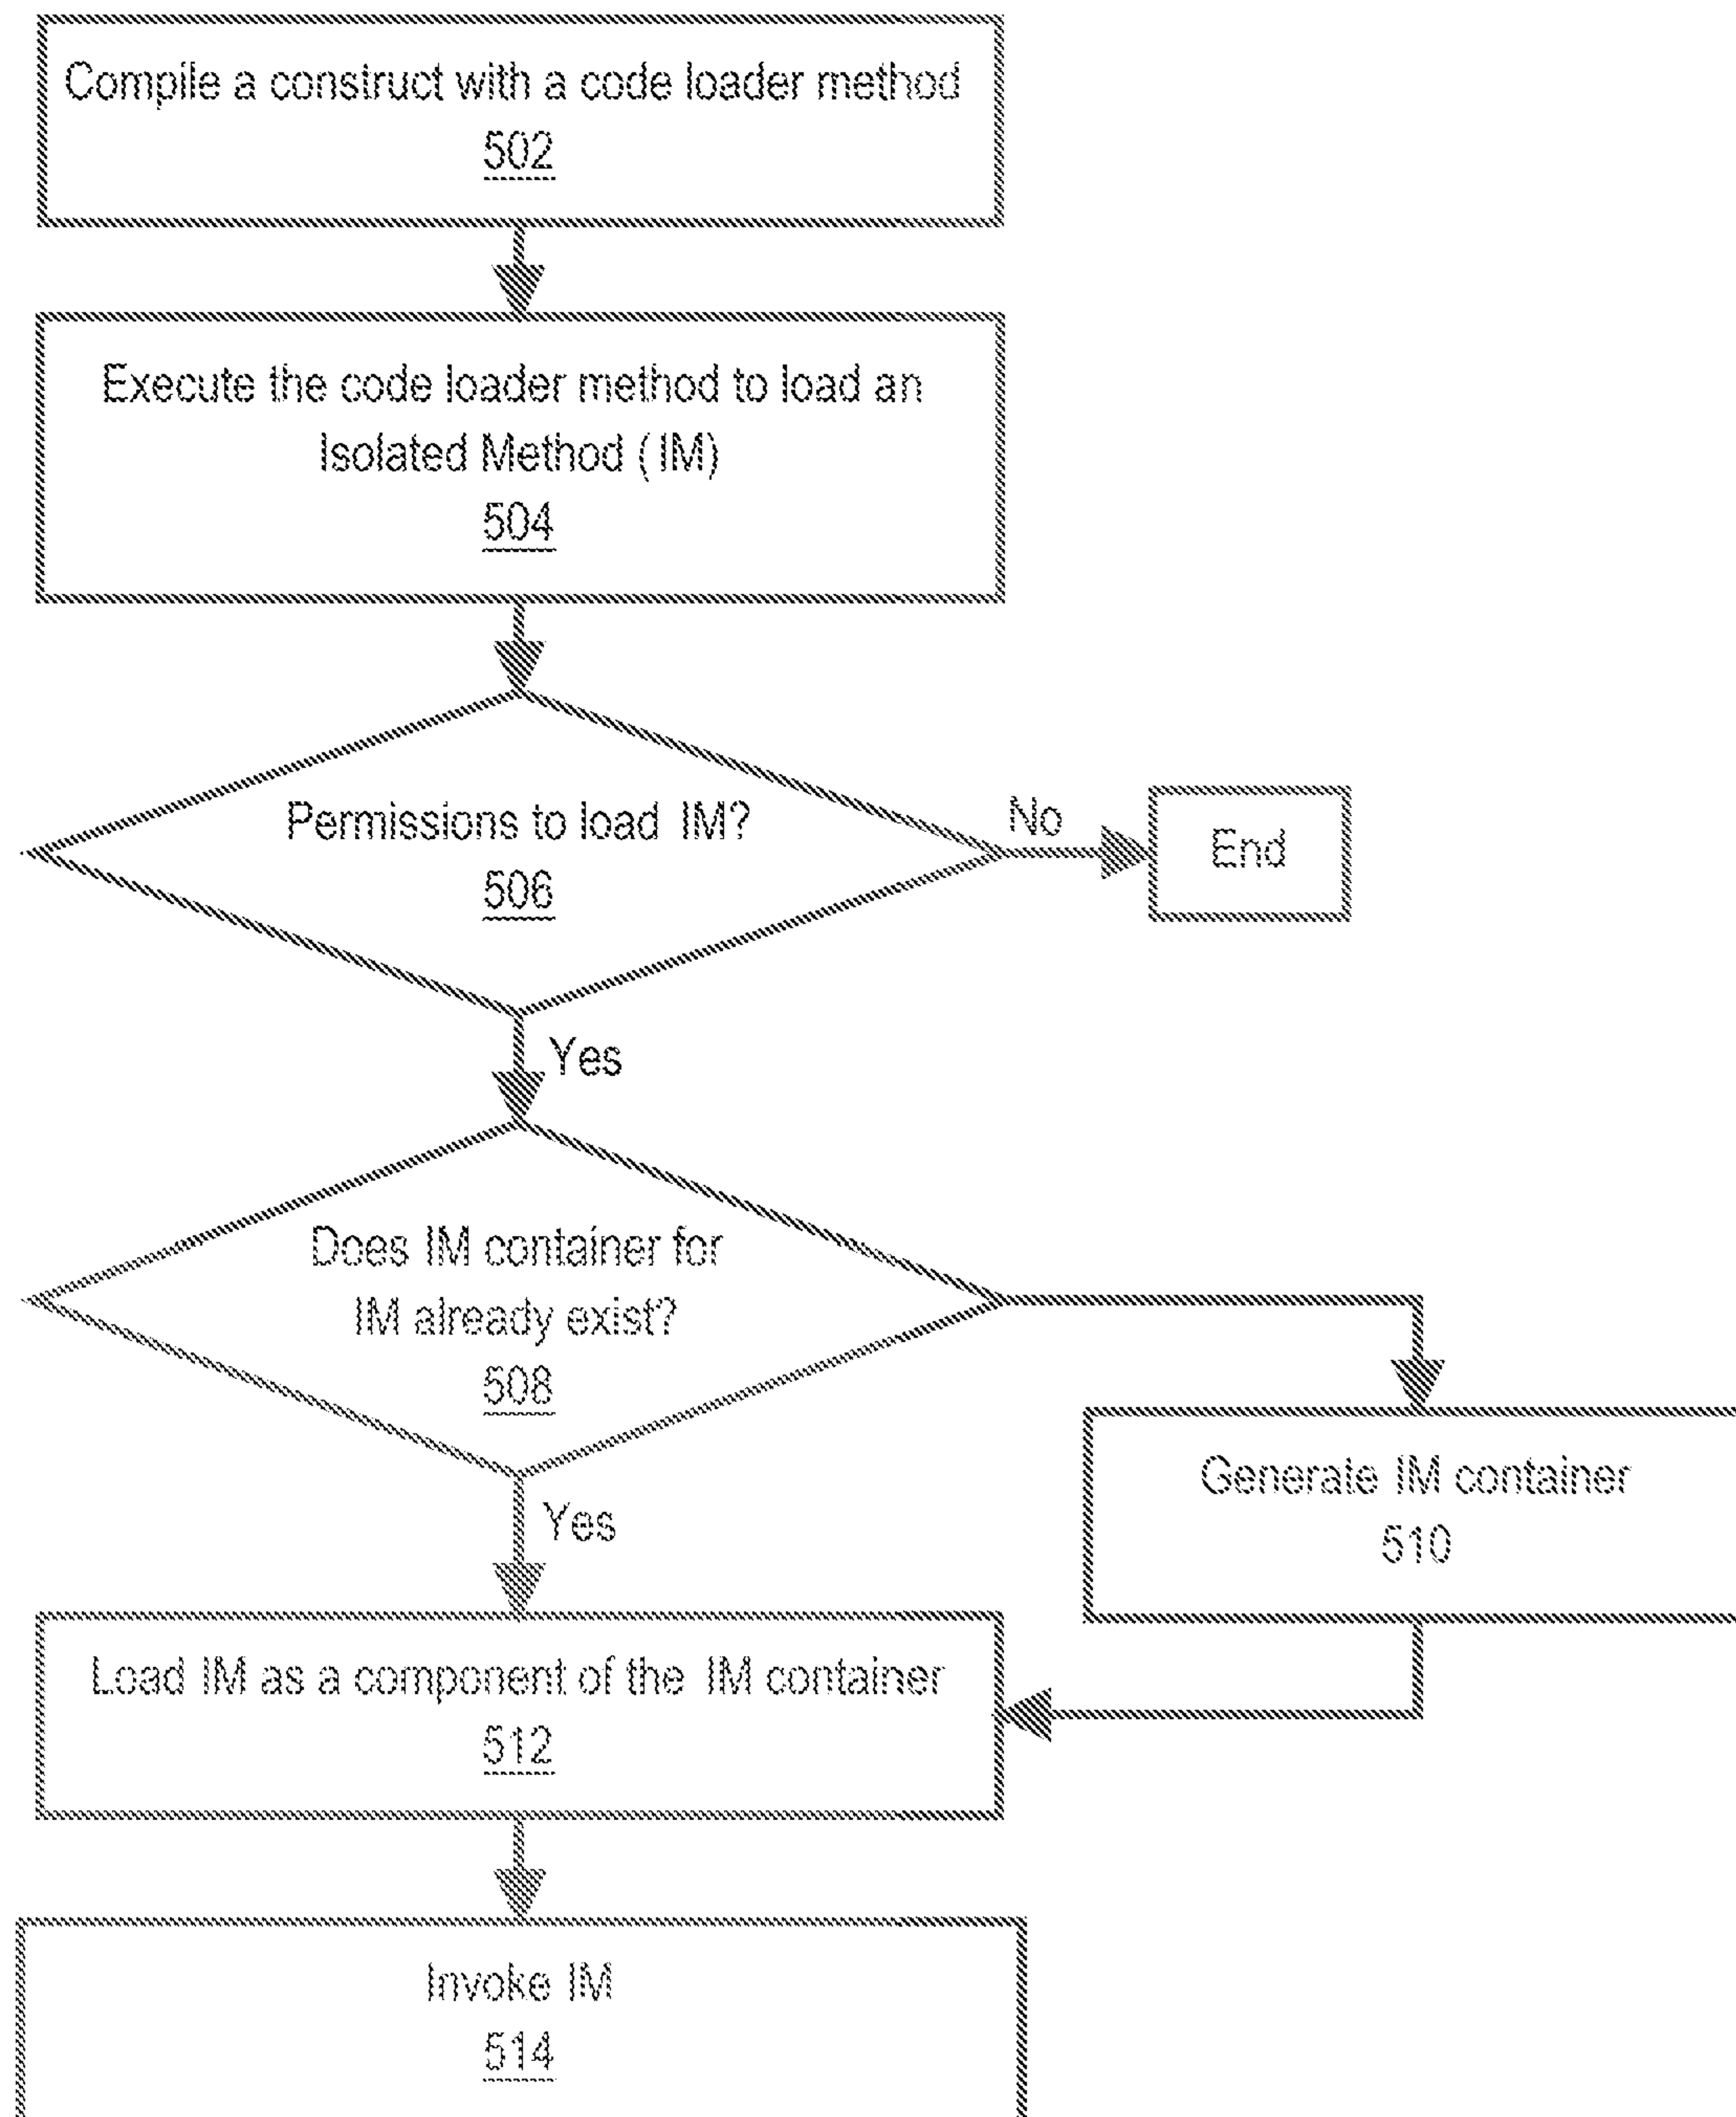 Compile a construct with a code loader method
502
Execute the code loader method to load an
Isolated Method (IM)
504
Permissions to load IM?
506
No
End
Yes
Does IM container for
IM already exist?
508
Yes
Generate IM container
510
Load IM as a component of the IM container
512
Invoke IM
514